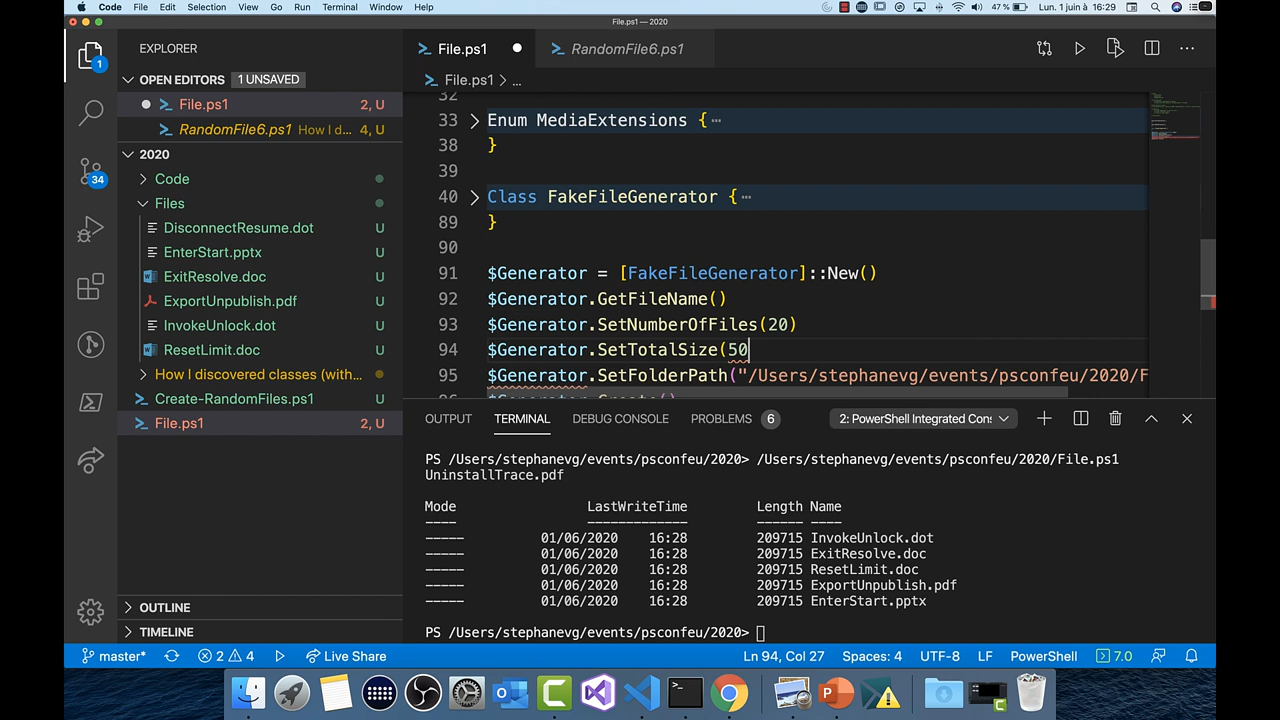 Code File Edit Selection View Go Run Terminal Window Help 47 % Lun. 1 juin à 16:29
File.ps1 — 2020
1
EXPLORER
File.ps1
RandomFile6.ps1
OPEN EDITORS 1 UNSAVED
File.ps1 > ...
File.ps1 2, U
RandomFile6.ps1 How I d... 4, U
2020
34
Code
Files
DisconnectResume.dot U
EnterStart.pptx U
ExitResolve.doc U
ExportUnpublish.pdf U
InvokeUnlock.dot U
ResetLimit.doc U
How I discovered classes (with...
Create-RandomFiles.ps1 U
File.ps1 2, U
OUTLINE
TIMELINE
32
33 Enum MediaExtensions { ...
38 }
39
40 Class FakeFileGenerator { ...
89 }
90
91 $Generator = [FakeFileGenerator]::New()
92 $Generator.GetFileName()
93 $Generator.SetNumberOfFiles(20)
94 $Generator.SetTotalSize(50
95 $Generator.SetFolderPath("/Users/stephanevg/events/psconfeu/2020/F
$Generator.Create()
OUTPUT TERMINAL DEBUG CONSOLE PROBLEMS 6 2: PowerShell Integrated Con:
PS /Users/stephanevg/events/psconfeu/2020> /Users/stephanevg/events/psconfeu/2020/File.ps1
UninstallTrace.pdf
Mode LastWriteTime Length Name
---- ------------- ------ ----
----- 01/06/2020 16:28 209715 InvokeUnlock.dot
----- 01/06/2020 16:28 209715 ExitResolve.doc
----- 01/06/2020 16:28 209715 ResetLimit.doc
----- 01/06/2020 16:28 209715 ExportUnpublish.pdf
----- 01/06/2020 16:28 209715 EnterStart.pptx
PS /Users/stephanevg/events/psconfeu/2020>
master* 2 4 Live Share Ln 94, Col 27 Spaces: 4 UTF-8 LF PowerShell 7.0